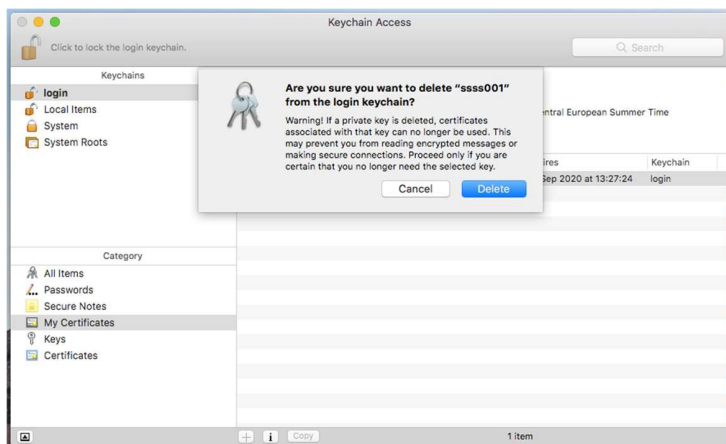 Keychain Access
Click to lock the login keychain.
Search
Keychains
login
Local Items
System
System Roots
Are you sure you want to delete “ssss001”
from the login keychain?
Warning! If a private key is deleted, certificates
associated with that key can no longer be used. This
may prevent you from reading encrypted messages or
making secure connections. Proceed only if you are
certain that you no longer need the selected key.
Cancel
Delete
entral European Summer Time
ires
Keychain
Sep 2020 at 13:27:24
login
Category
All Items
Passwords
Secure Notes
My Certificates
Keys
Certificates
Copy
1 item